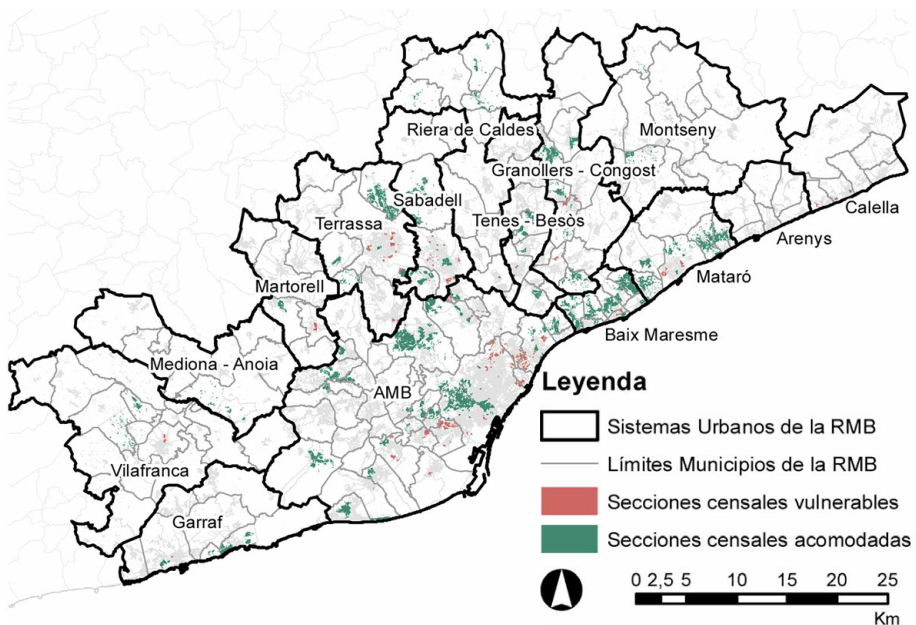 Riera de Caldes
Montseny
Granollers - Congost
Sabadell
Calella
Terrassa
Tenes - Besòs
Arenys
Mataró
Martorell
Baix Maresme
Mediona - Anoia
AMB
Vilafranca
Garraf
Leyenda
Sistemas Urbanos de la RMB
Límites Municipios de la RMB
Secciones censales vulnerables
Secciones censales acomodadas
0 2,5 5 10 15 20 25
Km